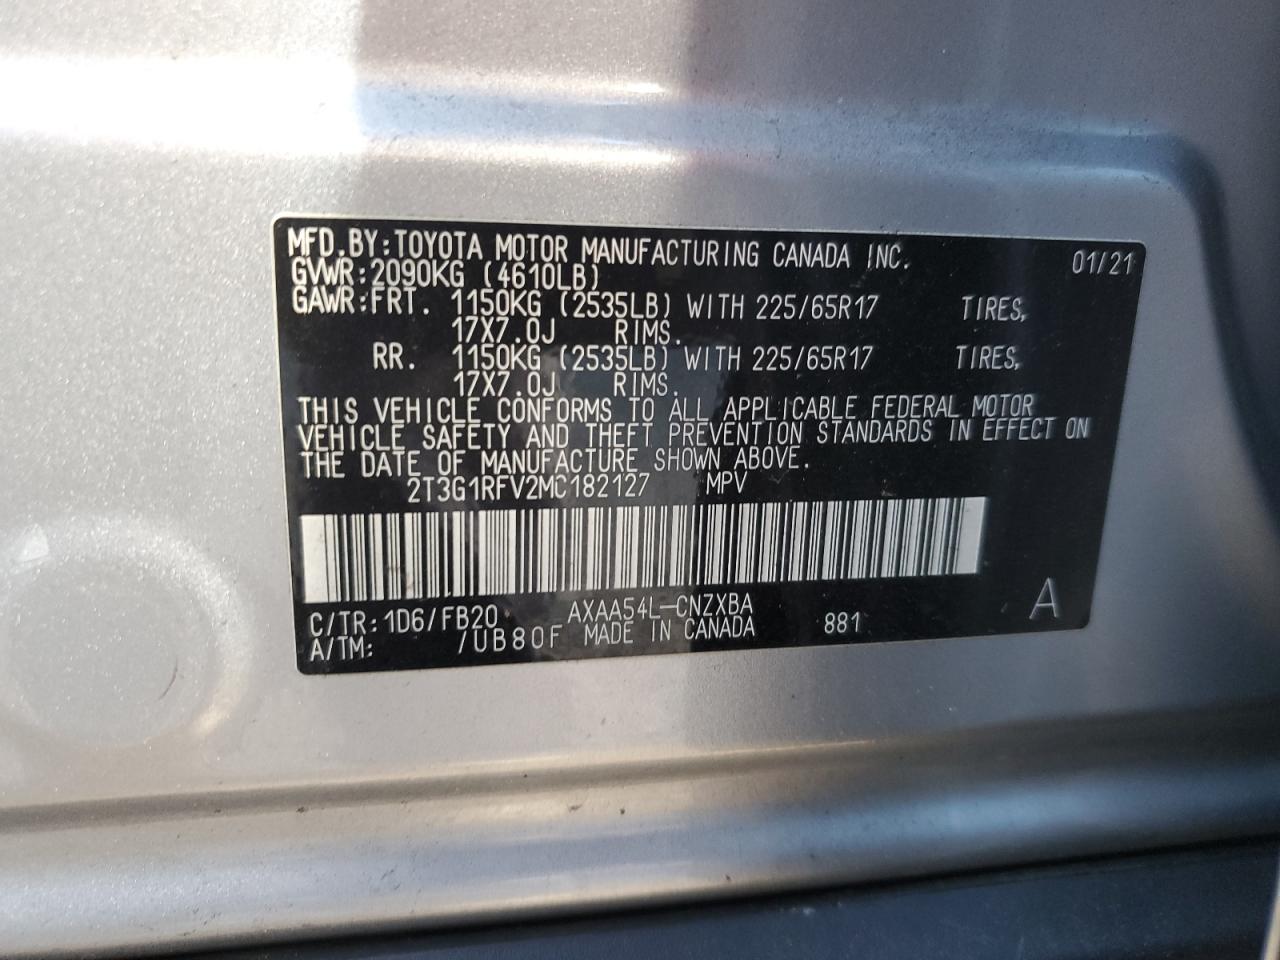 MFD.BY:TOYOTA MOTOR MANUFACTURING CANADA INC. 01/21
GVWR:2090KG (4610LB)
GAWR:FRT. 1150KG (2535LB) WITH 225/65R17 TIRES,
17X7.0J RIMS.
RR. 1150KG (2535LB) WITH 225/65R17 TIRES,
17X7.0J RIMS.
THIS VEHICLE CONFORMS TO ALL APPLICABLE FEDERAL MOTOR
VEHICLE SAFETY AND THEFT PREVENTION STANDARDS IN EFFECT ON
THE DATE OF MANUFACTURE SHOWN ABOVE.
2T3G1RFV2MC182127 MPV
C/TR:1D6/FB20 AXAA54L-CNZXBA A
A/TM: /UB80F MADE IN CANADA 881